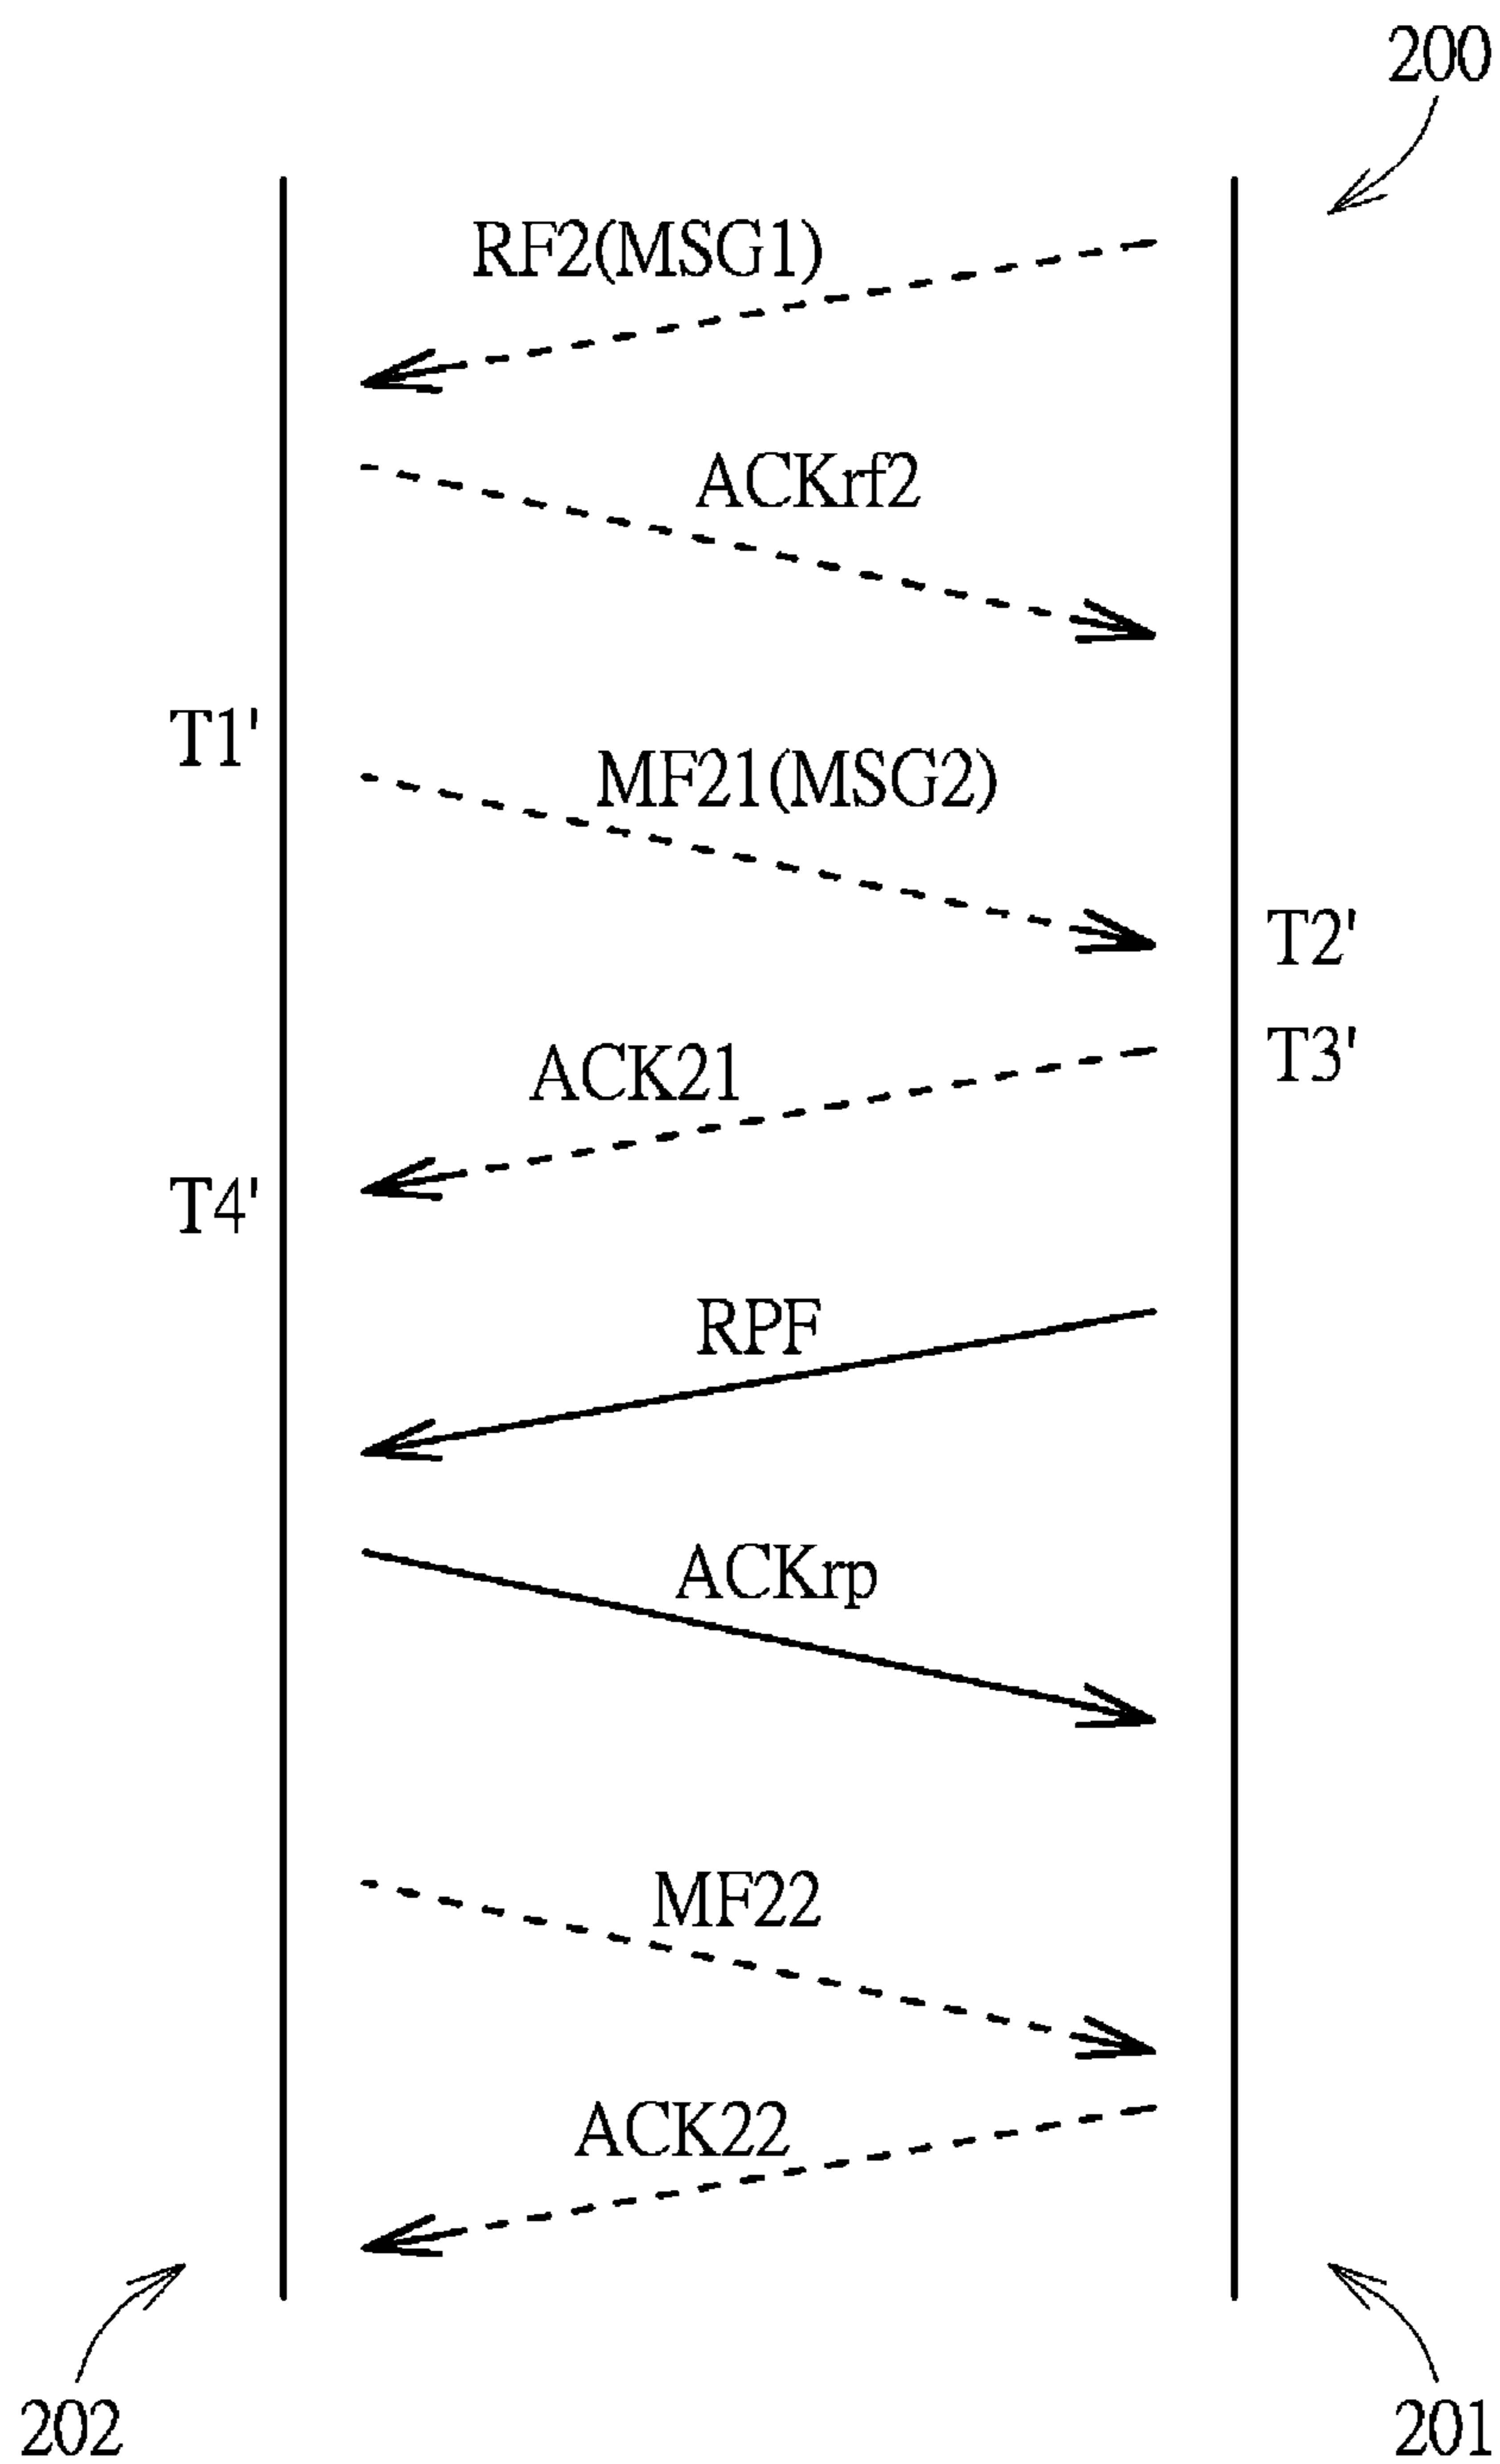 200
RF2(MSG1)
ACKrf2
T1'
MF21(MSG2)
T2'
T3'
ACK21
T4'
RPF
ACKrp
MF22
ACK22
202
201